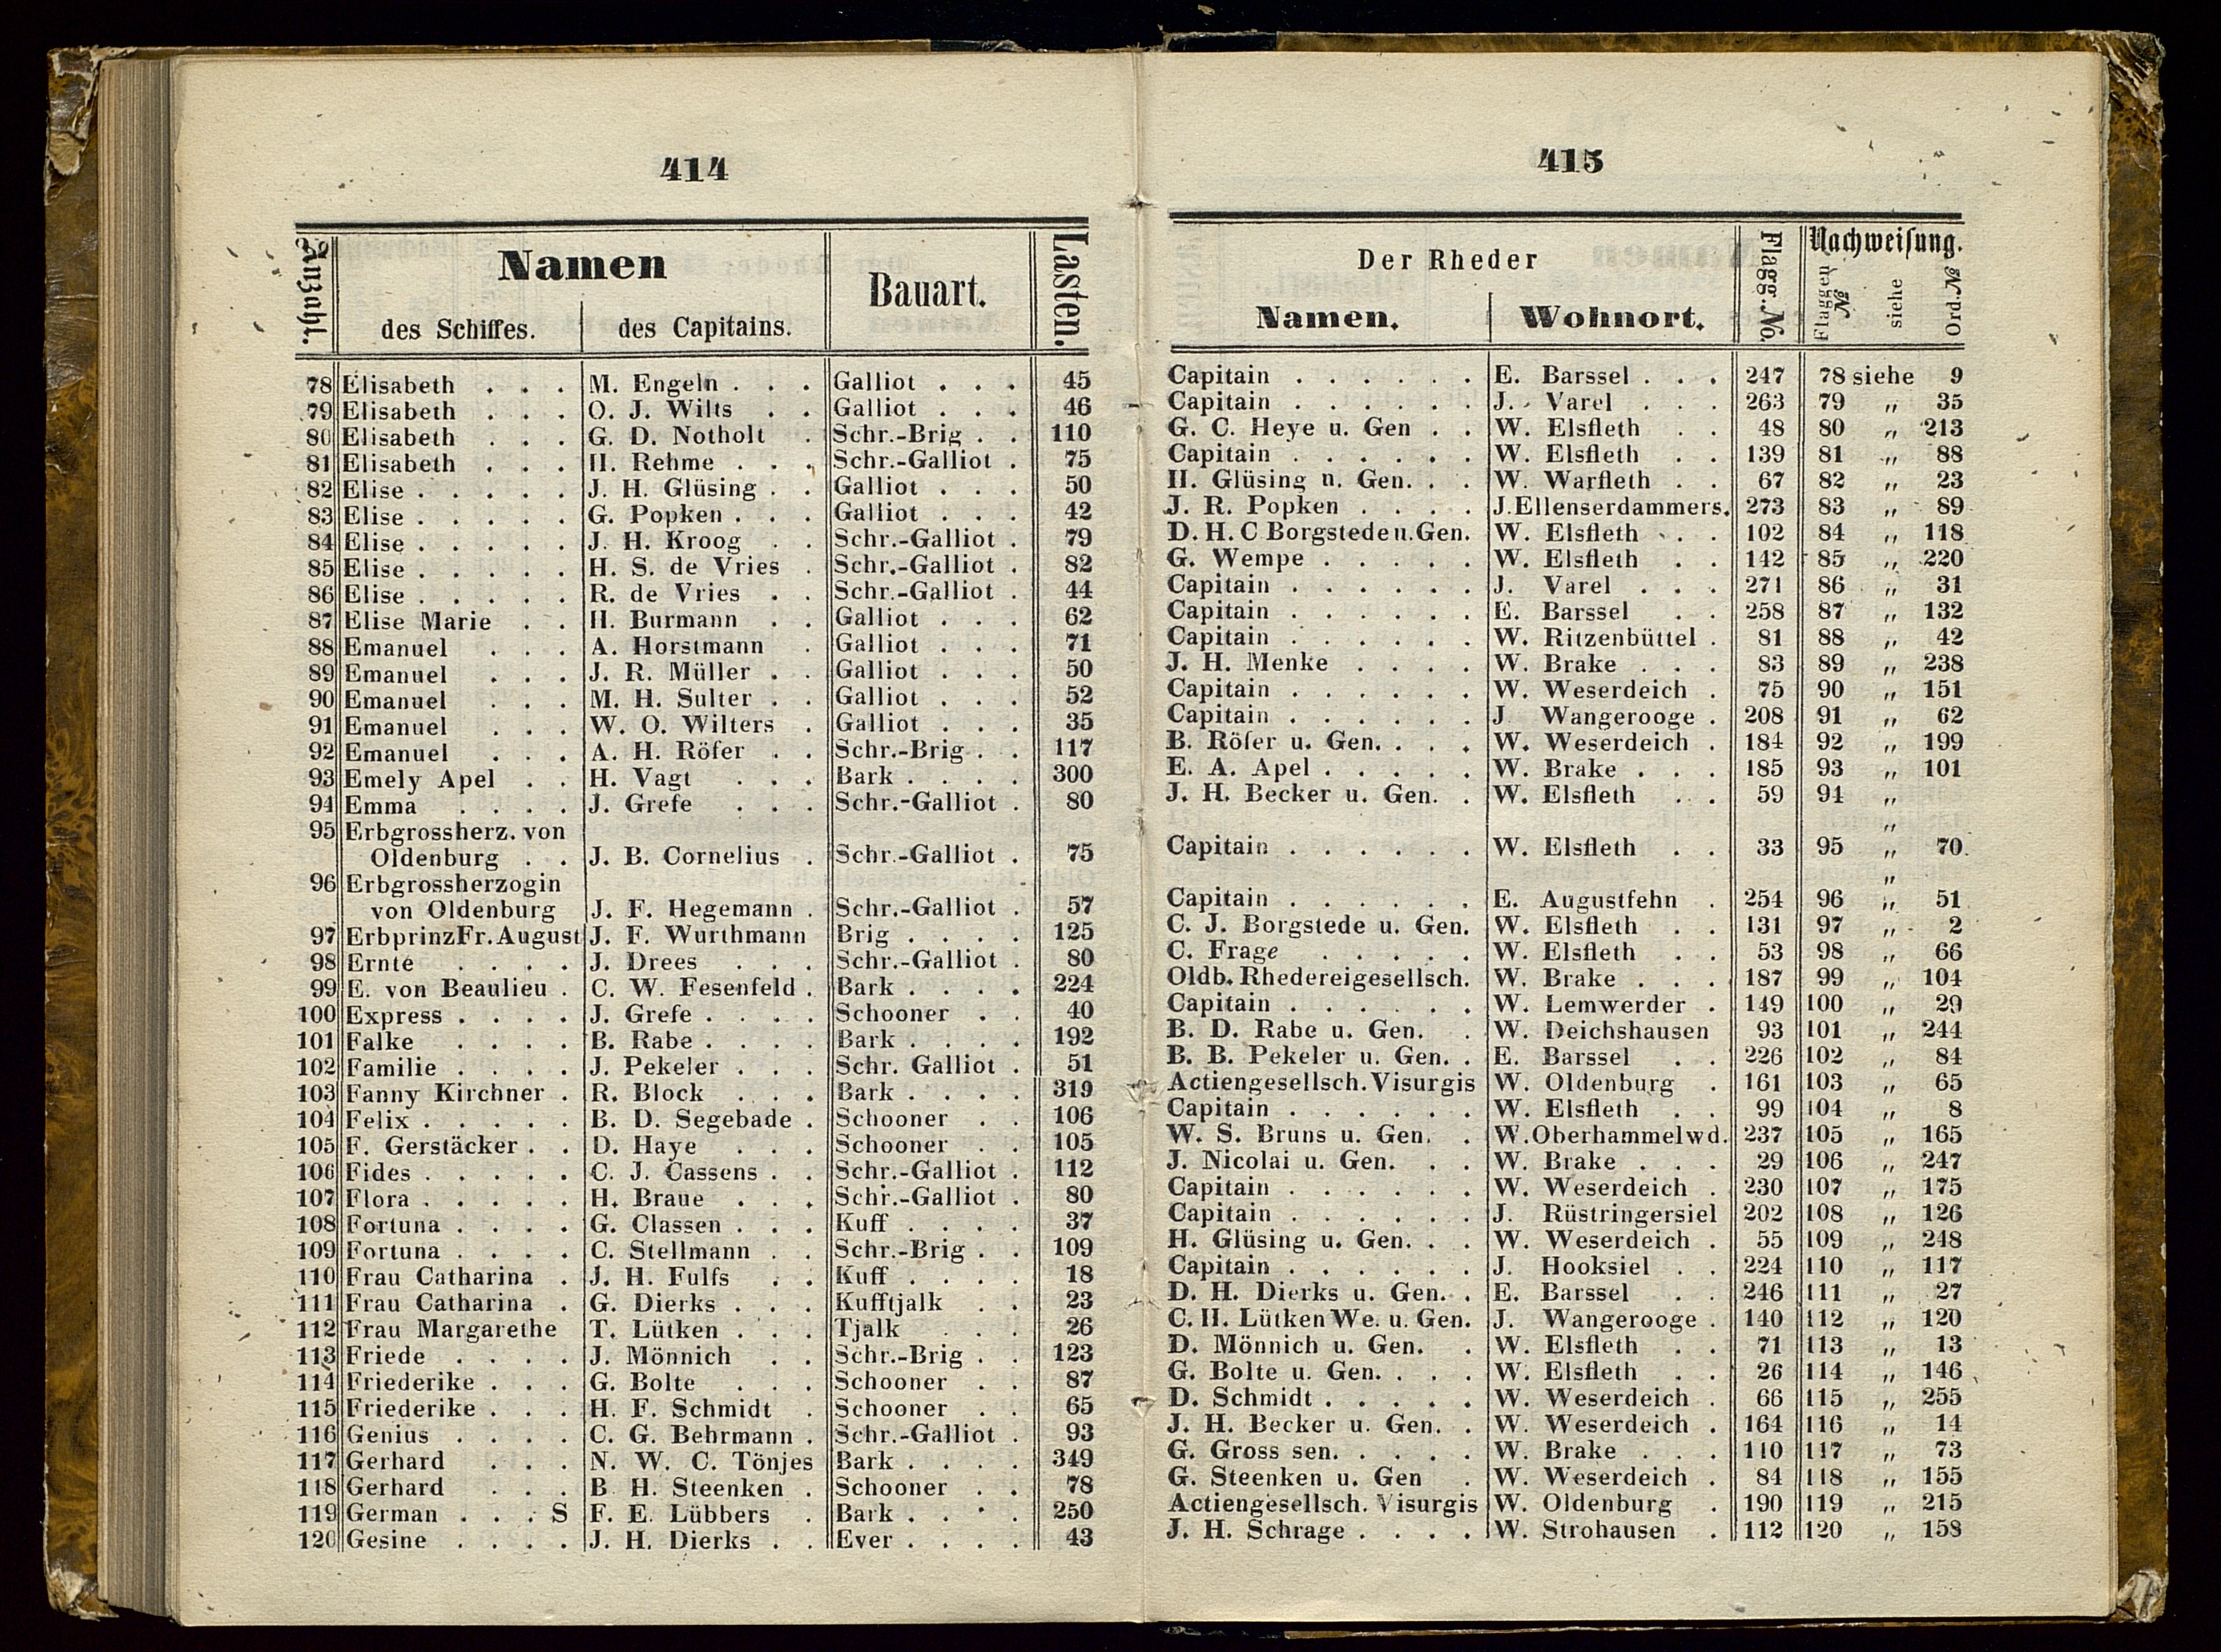 414
Anzahl.
Namen
des Schiffes.
des Capitains.
Bauart.
Lasten.
78 Elisabeth . . . M. Engeln . . . Galliot . . . 45
79 Elisabeth . . . O. J. Wilts . . Galliot . . . 46
80 Elisabeth . . . G. D. Notholt . Schr.-Brig . . 110
81 Elisabeth . . . H. Rehme . . . Schr.-Galliot . 75
82 Elise . . . . . J. H. Glüsing . . Galliot . . . 50
83 Elise . . . . . G. Popken . . . Galliot . . . 42
84 Elise . . . . . J. H. Kroog . . Schr.-Galliot . 79
85 Elise . . . . . H. S. de Vries . Schr.-Galliot . 82
86 Elise . . . . . R. de Vries . . Schr.-Galliot . 44
87 Elise Marie . . H. Burmann . . Galliot . . . 62
88 Emanuel . . . A. Horstmann . Galliot . . . 71
89 Emanuel . . . J. R. Müller . . Galliot . . . 50
90 Emanuel . . . M. H. Sulter . . Galliot . . . 52
91 Emanuel . . . W. O. Wilters . Galliot . . . 35
92 Emanuel . . . A. H. Röfer . . Schr.-Brig . . 117
93 Emely Apel . . H. Vagt . . . Bark . . . . 300
94 Emma . . . . J. Grefe . . . Schr.-Galliot . 80
95 Erbgrossherz. von
Oldenburg . . J. B. Cornelius . Schr.-Galliot . 75
96 Erbgrossherzogin
von Oldenburg J. F. Hegemann . Schr.-Galliot . 57
97 ErbprinzFr.August J. F. Wurthmann Brig . . . . 125
98 Ernte . . . . J. Drees . . . Schr.-Galliot . 80
99 E. von Beaulieu . C. W. Fesenfeld . Bark . . . . 224
100 Express . . . . J. Grefe . . . . Schooner . . 40
101 Falke . . . . B. Rabe . . . . Bark . . . . 192
102 Familie . . . . J. Pekeler . . . Schr. Galliot . 51
103 Fanny Kirchner . R. Block . . . Bark . . . . 319
104 Felix . . . . . B. D. Segebade . Schooner . . 106
105 F. Gerstäcker . . D. Haye . . . Schooner . . 105
106 Fides . . . . . C. J. Cassens . . Schr.-Galliot . 112
107 Flora . . . . . H. Braue . . . Schr.-Galliot . 80
108 Fortuna . . . . G. Classen . . . Kuff . . . . 37
109 Fortuna . . . . C. Stellmann . . Schr.-Brig . . 109
110 Frau Catharina . J. H. Fulfs . . Kuff . . . . 18
111 Frau Catharina . G. Dierks . . . Kufftjalk . . 23
112 Frau Margarethe T. Lütken . . . Tjalk . . . 26
113 Friede . . . . J. Mönnich . . Schr.-Brig . . 123
114 Friederike . . . G. Bolte . . . Schooner . . 87
115 Friederike . . . H. F. Schmidt . Schooner . . 65
116 Genius . . . . C. G. Behrmann . Schr.-Galliot . 93
117 Gerhard . . . N. W. C. Tönjes Bark . . . . 349
118 Gerhard . . . B H. Steenken . Schooner . . 78
119 German . . . S F. E. Lübbers . Bark . . . . 250
120 Gesine . . . . J. H. Dierks . . Ever . . . . 43
415
Der Rheder
Namen.
Wohnort.
Flagg.-No.
Nachweisung.
Flaggen №
siehe
Ord.№
Capitain . . . . . . E. Barssel . . . 247 78 siehe 9
Capitain . . . . . . J. Varel . . . 263 79 „ 35
G. C. Heye u. Gen . . W. Elsfleth . . 48 80 „ 213
Capitain . . . . . . W. Elsfleth . . 139 81 „ 88
H. Glüsing n. Gen. . . W. Warfleth . . 67 82 „ 23
J. R. Popken . . . . J.Ellenserdammers. 273 83 „ 89
D. H. C Borgstede u. Gen. W. Elsfleth . . 102 84 „ 118
G. Wempe . . . . . W. Elsfleth . . 142 85 „ 220
Capitain . . . . . . J. Varel . . . 271 86 „ 31
Capitain . . . . . . E. Barssel . . 258 87 „ 132
Capitain . . . . . . W. Ritzenbüttel . 81 88 „ 42
J. H. Menke . . . . W. Brake . . . 83 89 „ 238
Capitain . . . . . . W. Weserdeich . 75 90 „ 151
Capitain . . . . . . J Wangerooge . 208 91 „ 62
B. Röfer u. Gen. . . . W. Weserdeich . 184 92 „ 199
E. A. Apel . . . . . W. Brake . . . 185 93 „ 101
J. H. Becker u. Gen. . W. Elsfleth . . 59 94 „
„
Capitain . . . . . . W. Elsfleth . . 33 95 „ 70
„
Capitain . . . . . . E. Augustfehn . 254 96 „ 51
C. J. Borgstede u. Gen. W. Elsfleth . . 131 97 „ 2
C. Frage . . . . . W. Elsfleth . . 53 98 „ 66
Oldb. Rhedereigesellsch. W. Brake . . . 187 99 „ 104
Capitain . . . . . . W. Lemwerder . 149 100 „ 29
B. D. Rabe u. Gen. . W. Deichshausen 93 101 „ 244
B. B. Pekeler u. Gen. . E. Barssel . . 226 102 „ 84
Actiengesellsch. Visurgis W. Oldenburg . 161 103 „ 65
Capitain . . . . . . W. Elsfleth . . 99 104 „ 8
W. S. Bruns u. Gen. . W.Oberhammelwd. 237 105 „ 165
J. Nicolai u. Gen. . . W. Brake . . . 29 106 „ 247
Capitain . . . . . . W. Weserdeich . 230 107 „ 175
Capitain . . . . . . J. Rüstringersiel 202 108 „ 126
H. Glüsing u. Gen. . . W. Weserdeich . 55 109 „ 248
Capitain . . . . . . J. Hooksiel . . 224 110 „ 117
D. H. Dierks u. Gen. . E. Barssel . . 246 111 „ 27
C. H. Lütken We. u. Gen. J. Wangerooge . 140 112 „ 120
D. Mönnich u. Gen. . W. Elsfleth . . 71 113 „ 13
G. Bolte u. Gen. . . . W. Elsfleth . . 26 114 „ 146
D. Schmidt . . . . . W. Weserdeich . 66 115 „ 255
J. H. Becker u. Gen. . W. Weserdeich . 164 116 „ 14
G. Gross sen. . . . . W. Brake . . . 110 117 „ 73
G. Steenken u. Gen . W. Weserdeich . 84 118 „ 155
Actiengesellsch. Visurgis W. Oldenburg . 190 119 „ 215
J. H. Schrage . . . . W. Strohausen . 112 120 „ 158